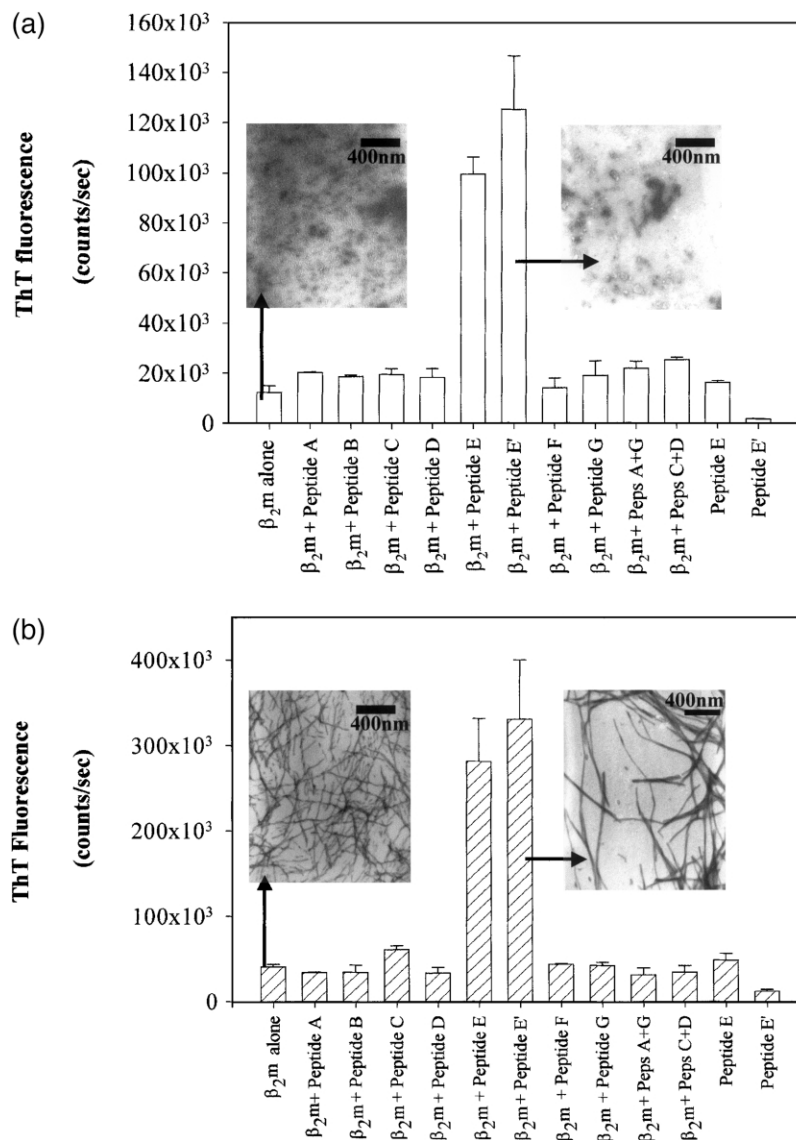 (a)
160x10³
140x10³
120x10³
100x10³
80x10³
60x10³
40x10³
20x10³
0
ThT fluorescence
(counts/sec)
400nm
400nm
β₂m alone
β₂m + Peptide A
β₂m + Peptide B
β₂m + Peptide C
β₂m + Peptide D
β₂m + Peptide E
β₂m + Peptide E'
β₂m + Peptide F
β₂m + Peptide G
β₂m + Peps A+G
β₂m + Peps C+D
Peptide E
Peptide E'
(b)
400x10³
300x10³
200x10³
100x10³
0
ThT Fluorescence
(counts/sec)
400nm
400nm
β₂m alone
β₂m+ Peptide A
β₂m + Peptide B
β₂m + Peptide C
β₂m + Peptide D
β₂m + Peptide E
β₂m + Peptide E'
β₂m + Peptide F
β₂m + Peptide G
β₂m + Peps A+G
β₂m + Peps C+D
Peptide E
Peptide E'